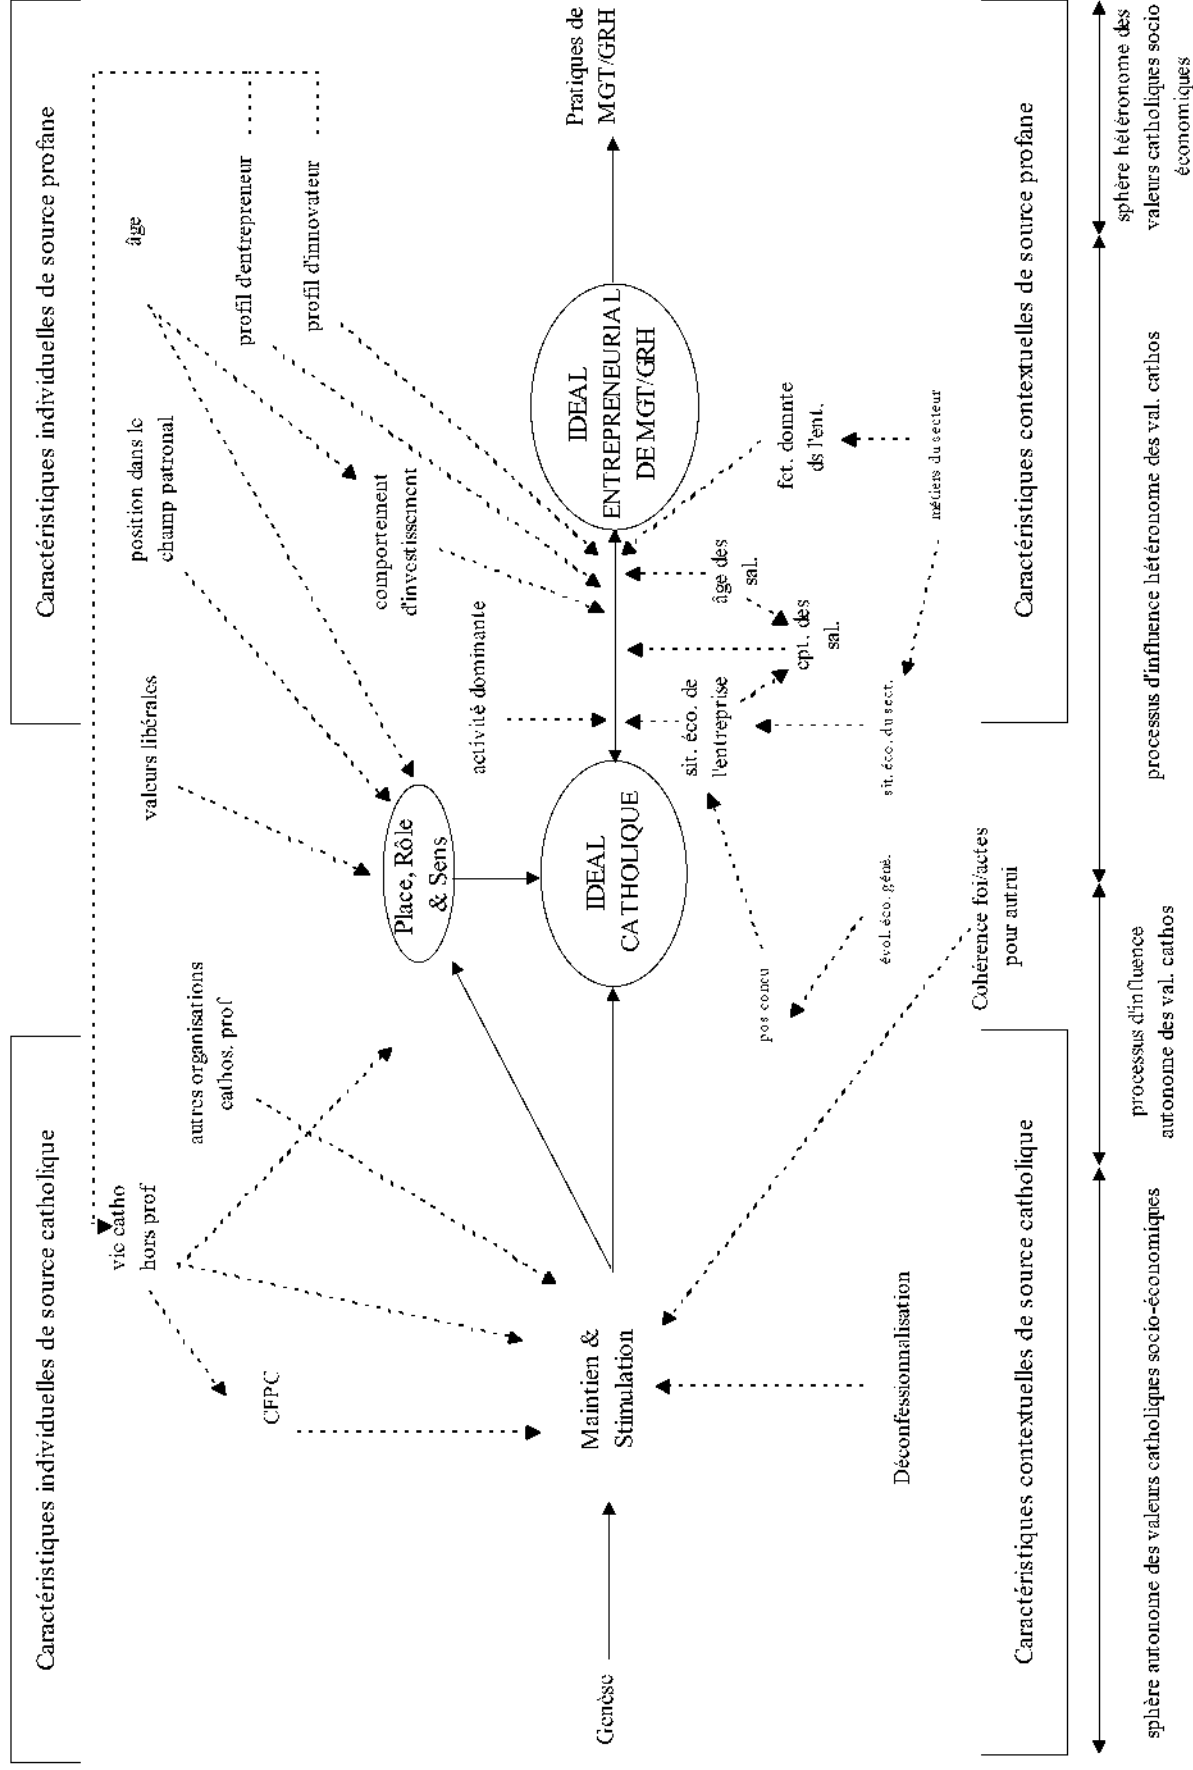 Caractéristiques individuelles de source catholique
Caractéristiques individuelles de source profane
vie catho
hors prof
autres organisations
cathos. prof
valeurs libérales
position dans le
champ patronal
âge
profil d'entrepreneur
profil d'innovateur
CFPC
Place, Rôle
& Sens
comportement
d'investissement
activité dominante
Genèse
Maintien &
Stimulation
IDEAL
CATHOLIQUE
IDEAL
ENTREPRENEURIAL
DE MGT/GRH
Pratiques de
MGT/GRH
sit. éco. de
l'entreprise
cpt. des
sal.
âge des
sal.
fct. domnte
ds l'ent.
pos concu
évol. éco. géné.
sit. éco. du sect.
métiers du secteur
Déconfessionnalisation
Cohérence foi/actes
pour autrui
Caractéristiques contextuelles de source catholique
Caractéristiques contextuelles de source profane
sphère autonome des valeurs catholiques socio-économiques
processus d'influence
autonome des val. cathos
processus d'influence hétéronome des val. cathos
sphère hétéronome des
valeurs catholiques socio
économiques